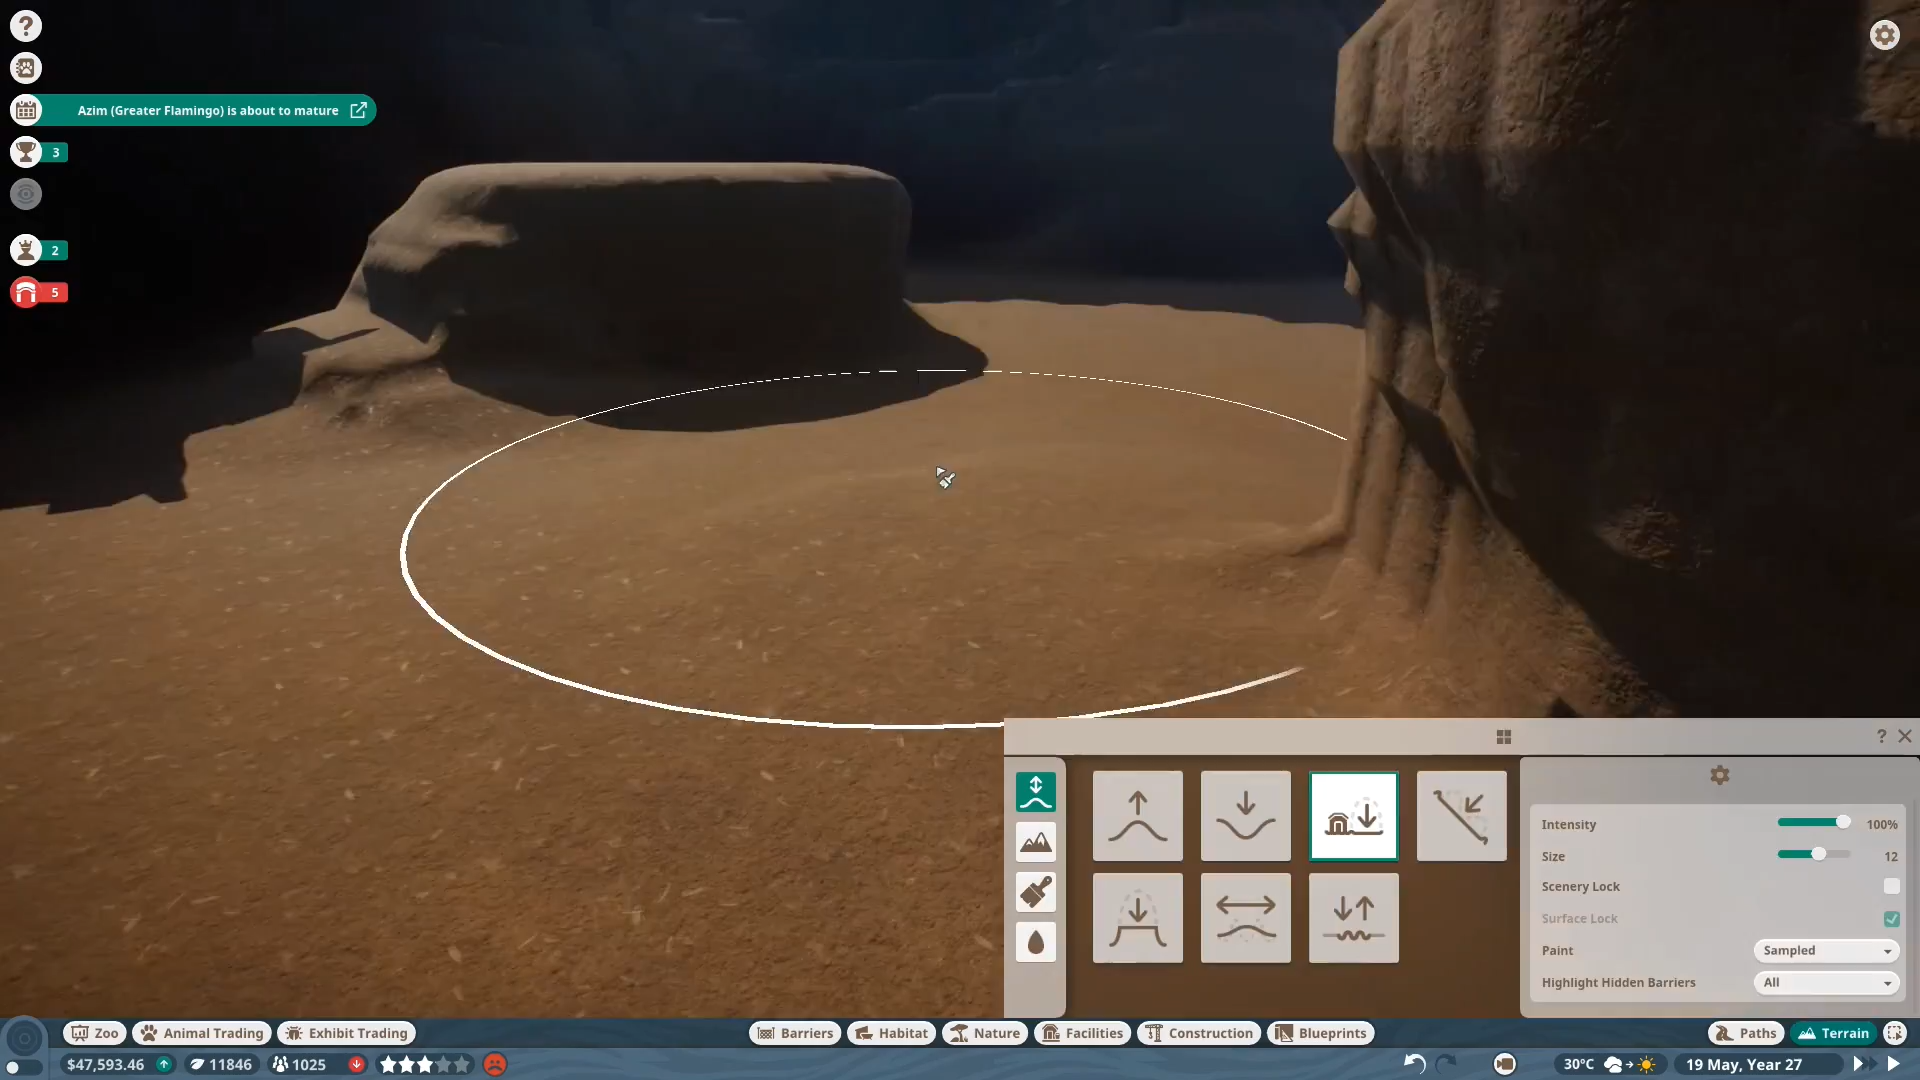 ?
Azim (Greater Flamingo) is about to mature
3
2
5
? 
Intensity 100%
Size 12
Scenery Lock
Surface Lock
Paint Sampled
Highlight Hidden Barriers All
Zoo Animal Trading Exhibit Trading Barriers Habitat Nature Facilities Construction Blueprints Paths Terrain
$47,593.46 11846 1025 30°C 19 May, Year 27